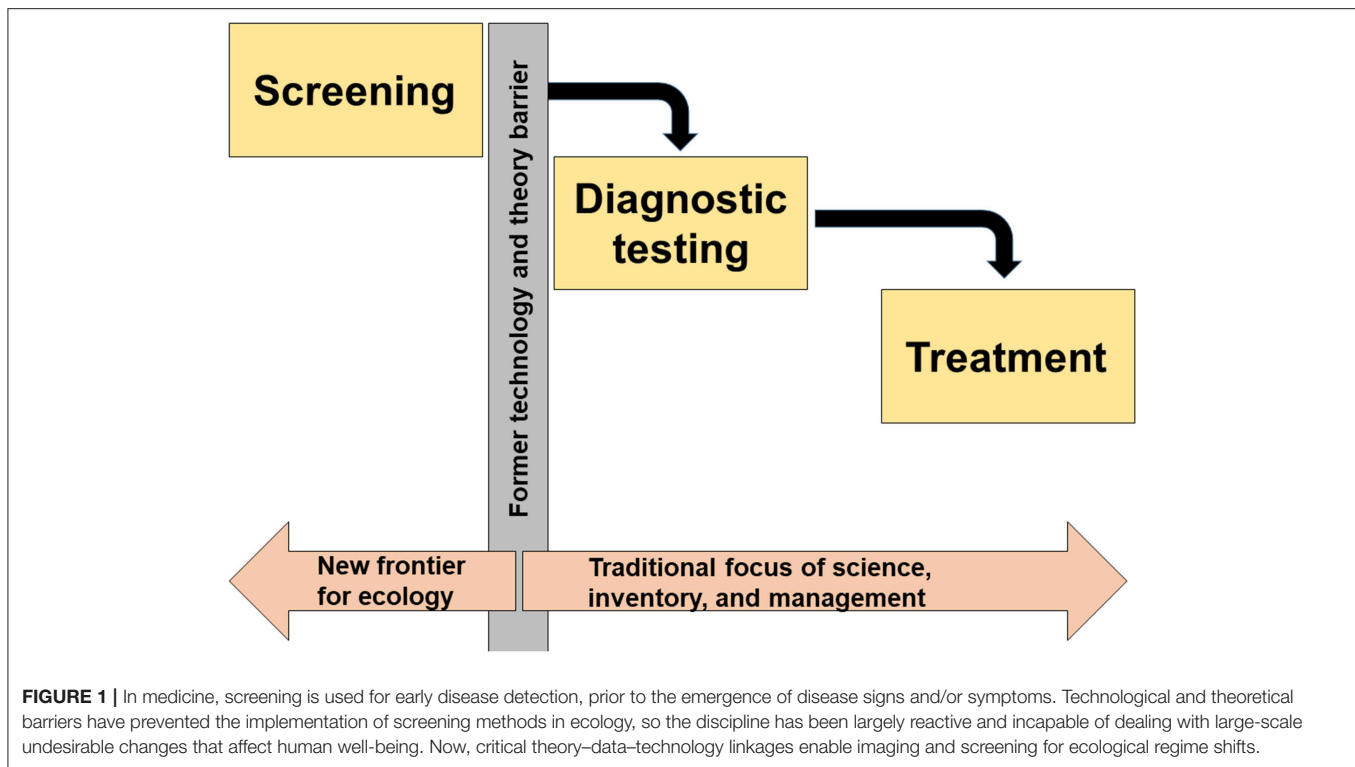 Screening
Former technology and theory barrier
Diagnostic
testing
Treatment
New frontier
for ecology
Traditional focus of science,
inventory, and management
FIGURE 1 | In medicine, screening is used for early disease detection, prior to the emergence of disease signs and/or symptoms. Technological and theoretical
barriers have prevented the implementation of screening methods in ecology, so the discipline has been largely reactive and incapable of dealing with large-scale
undesirable changes that affect human well-being. Now, critical theory–data–technology linkages enable imaging and screening for ecological regime shifts.